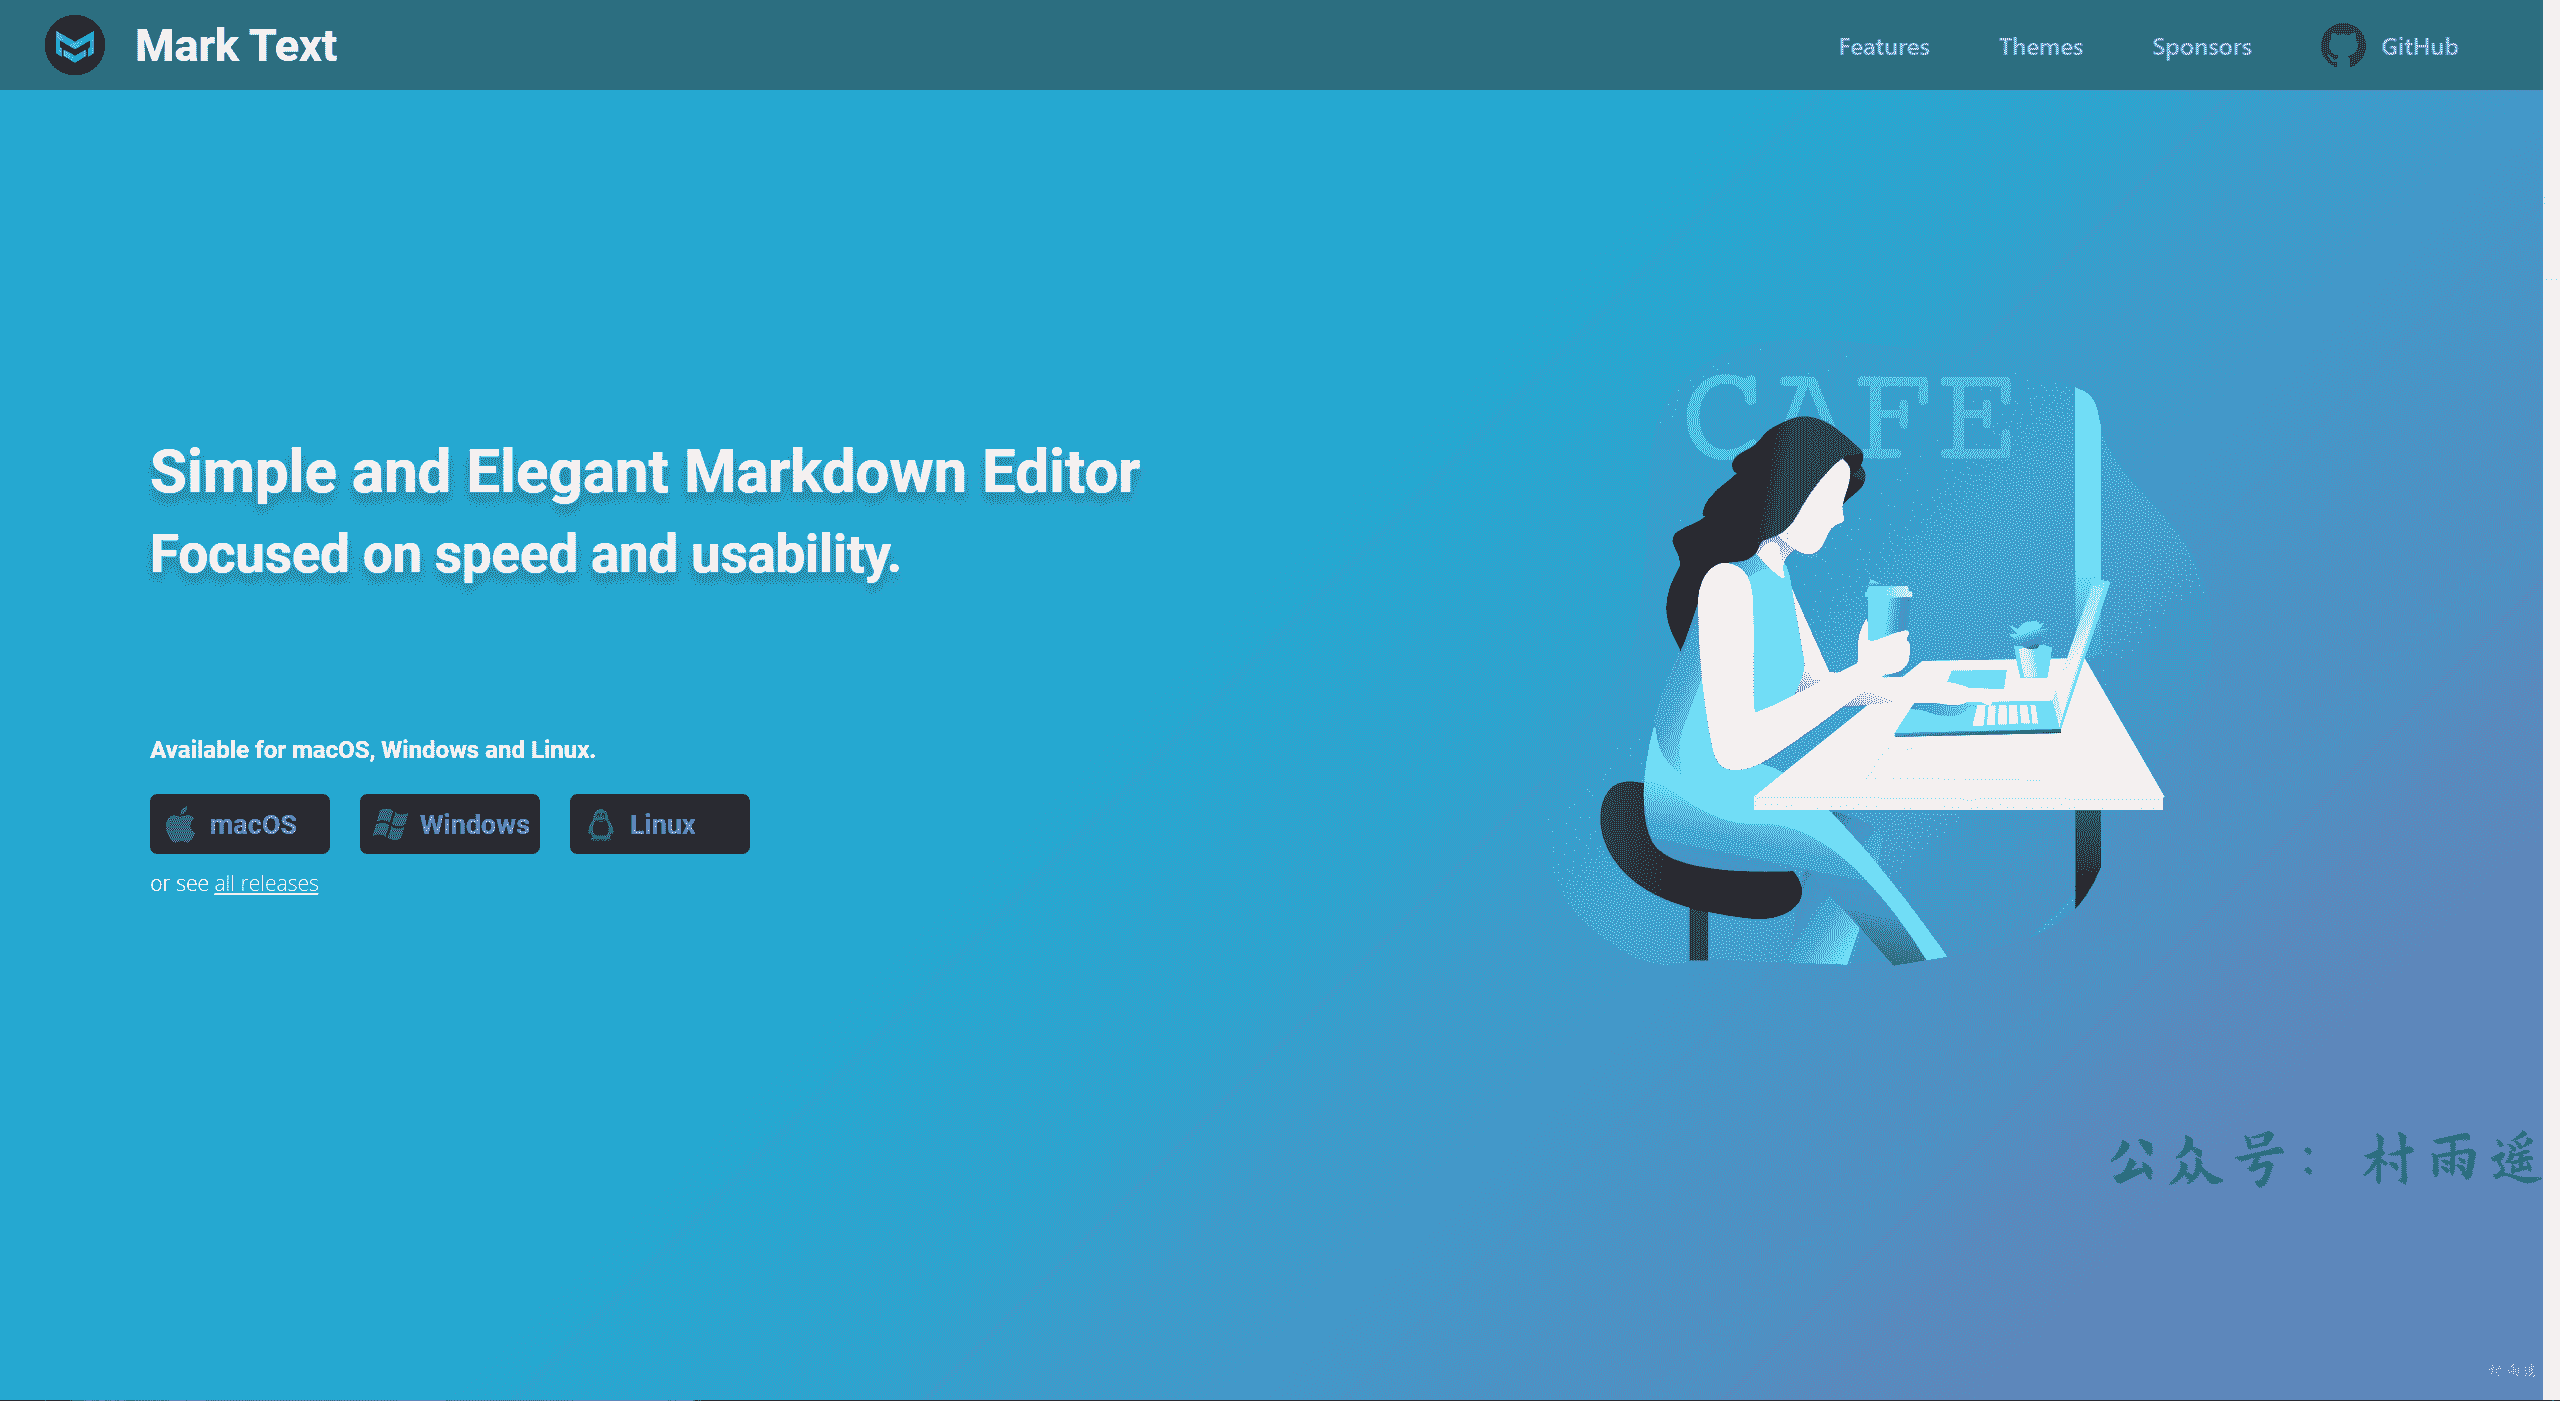 Mark Text
Features Themes Sponsors GitHub
CAFE
Simple and Elegant Markdown Editor
Focused on speed and usability.
Available for macOS, Windows and Linux.
macOS Windows Linux
or see all releases
公众号：村雨遥